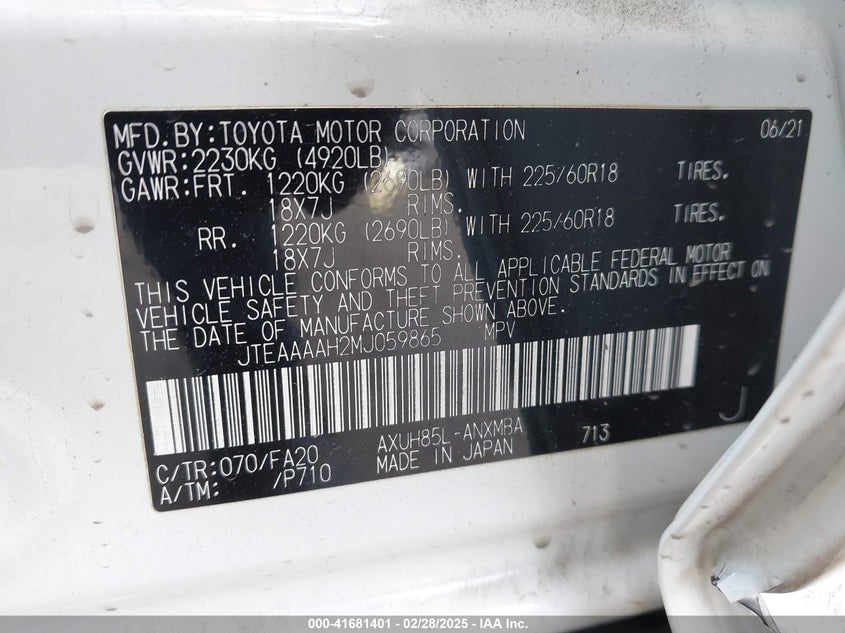 MFD.BY:TOYOTA MOTOR CORPORATION 06/21
GVWR:2230KG (4920LB)
GAWR:FRT. 1220KG (2690LB) WITH 225/60R18 TIRES.
18X7J RIMS.
RR. 1220KG (2690LB) WITH 225/60R18 TIRES.
18X7J RIMS.
THIS VEHICLE CONFORMS TO ALL APPLICABLE FEDERAL MOTOR
VEHICLE SAFETY AND THEFT PREVENTION STANDARDS IN EFFECT ON
THE DATE OF MANUFACTURE SHOWN ABOVE.
JTEAAAAH2MJ059865 MPV
J
C/TR:070/FA20 AXUH85L-ANXMBA 713
A/TM: /P710 MADE IN JAPAN
000-41681401 - 02/28/2025 - IAA Inc.